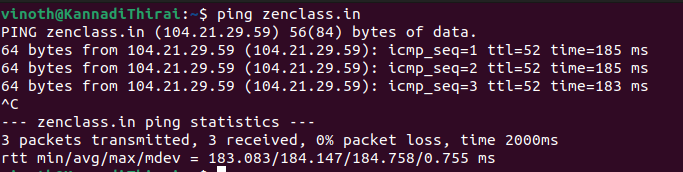 vinoth@KannadiThirai:~$ ping zenclass.in
PING zenclass.in (104.21.29.59) 56(84) bytes of data.
64 bytes from 104.21.29.59 (104.21.29.59): icmp_seq=1 ttl=52 time=185 ms
64 bytes from 104.21.29.59 (104.21.29.59): icmp_seq=2 ttl=52 time=185 ms
64 bytes from 104.21.29.59 (104.21.29.59): icmp_seq=3 ttl=52 time=183 ms
^C
--- zenclass.in ping statistics ---
3 packets transmitted, 3 received, 0% packet loss, time 2000ms
rtt min/avg/max/mdev = 183.083/184.147/184.758/0.755 ms
vinoth@KannadiThirai:~$